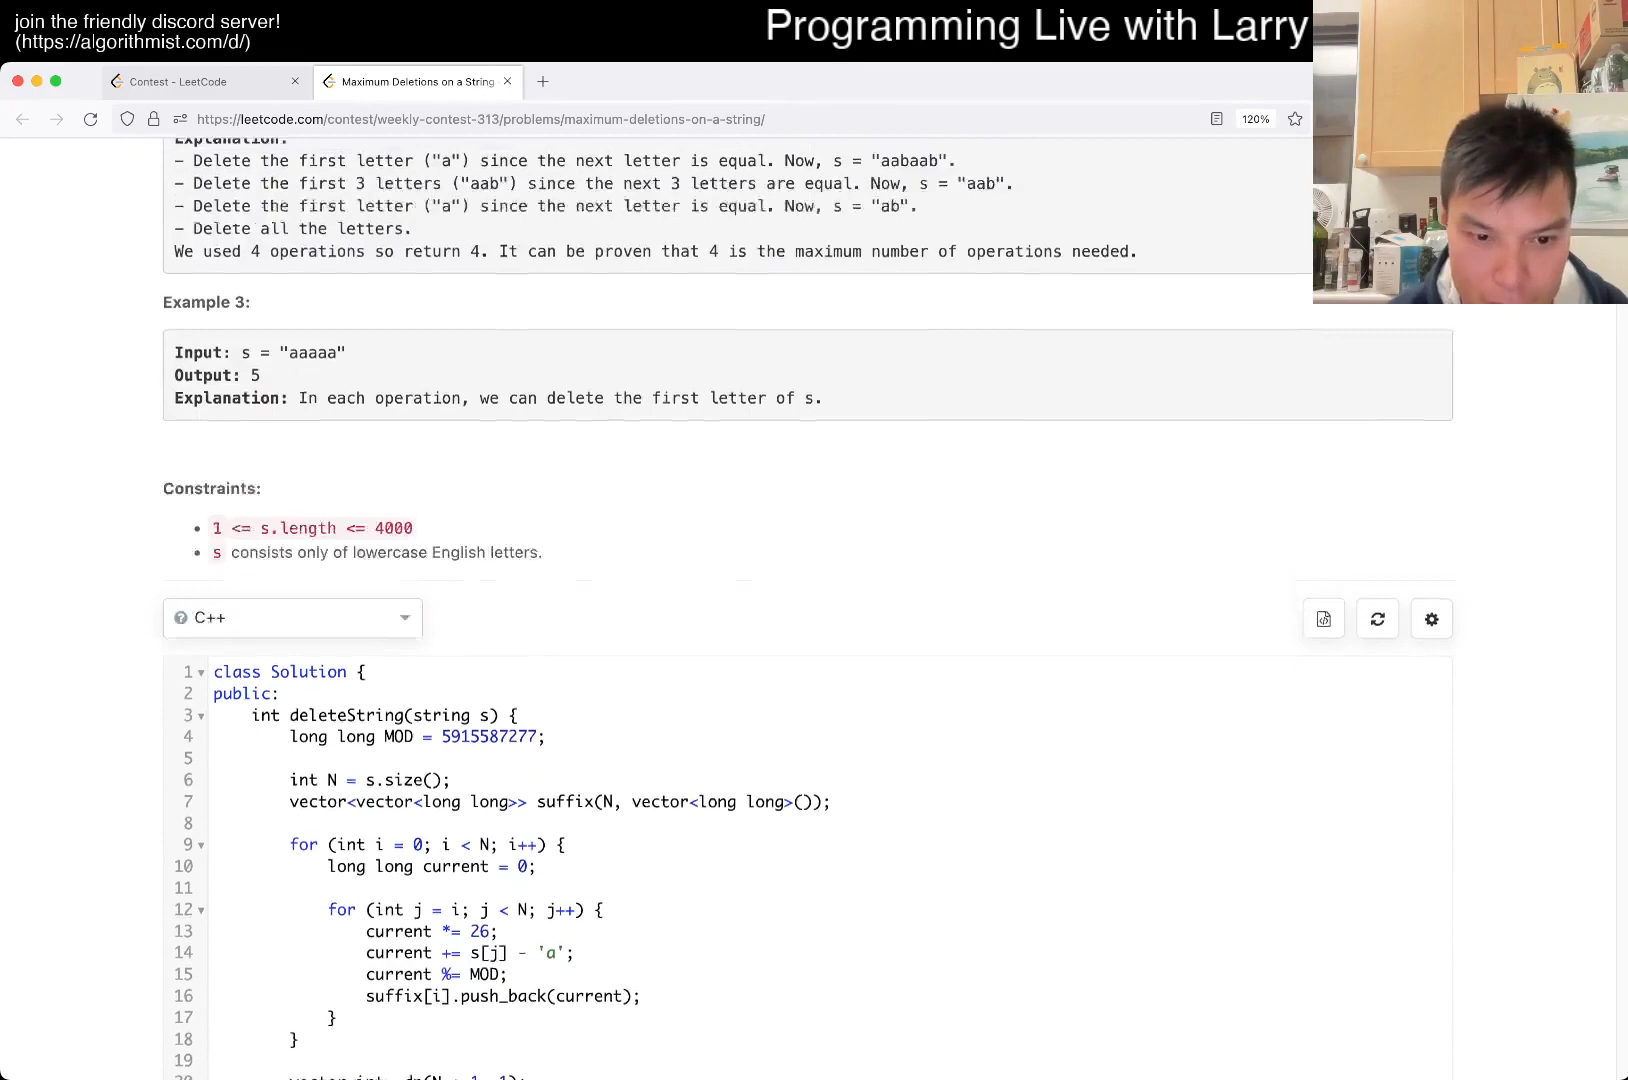 join the friendly discord server!
(https://algorithmist.com/d/)
Programming Live with Larry
Contest - LeetCode
Maximum Deletions on a String
https://leetcode.com/contest/weekly-contest-313/problems/maximum-deletions-on-a-string/
120%
Explanation:
- Delete the first letter ("a") since the next letter is equal. Now, s = "aabaab".
- Delete the first 3 letters ("aab") since the next 3 letters are equal. Now, s = "aab".
- Delete the first letter ("a") since the next letter is equal. Now, s = "ab".
- Delete all the letters.
We used 4 operations so return 4. It can be proven that 4 is the maximum number of operations needed.
Example 3:
Input: s = "aaaaa"
Output: 5
Explanation: In each operation, we can delete the first letter of s.
Constraints:
• 1 <= s.length <= 4000
• s consists only of lowercase English letters.
C++
1 class Solution {
2 public:
3 int deleteString(string s) {
4 long long MOD = 5915587277;
5
6 int N = s.size();
7 vector<vector<long long>> suffix(N, vector<long long>());
8
9 for (int i = 0; i < N; i++) {
10 long long current = 0;
11
12 for (int j = i; j < N; j++) {
13 current *= 26;
14 current += s[j] - 'a';
15 current %= MOD;
16 suffix[i].push_back(current);
17 }
18 }
19